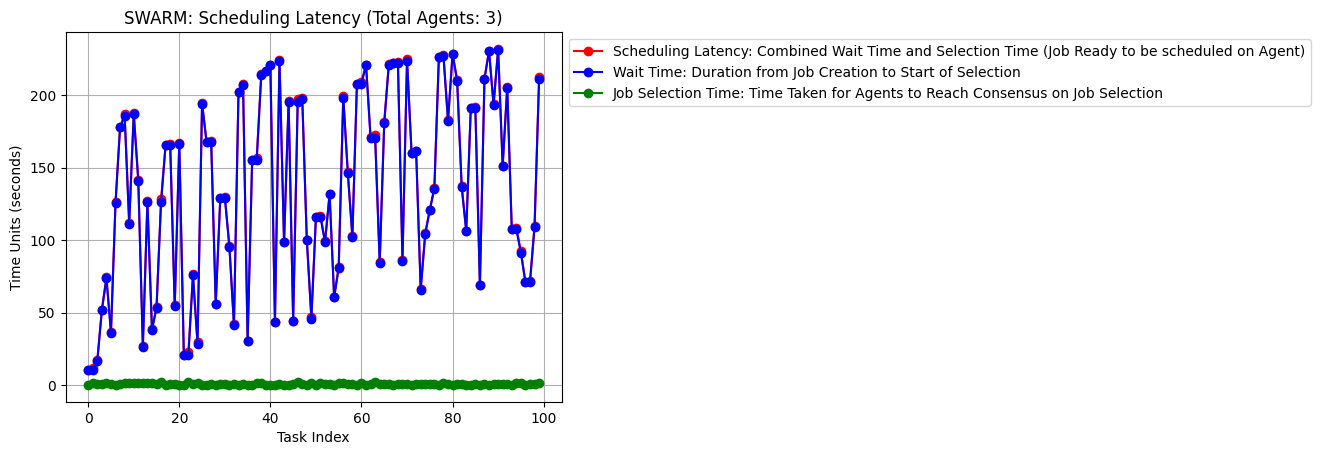 SWARM: Scheduling Latency (Total Agents: 3)
Scheduling Latency: Combined Wait Time and Selection Time (Job Ready to be scheduled on Agent)
Wait Time: Duration from Job Creation to Start of Selection
Job Selection Time: Time Taken for Agents to Reach Consensus on Job Selection
Time Units (seconds)
200
150
100
50
0
0 20 40 60 80 100
Task Index